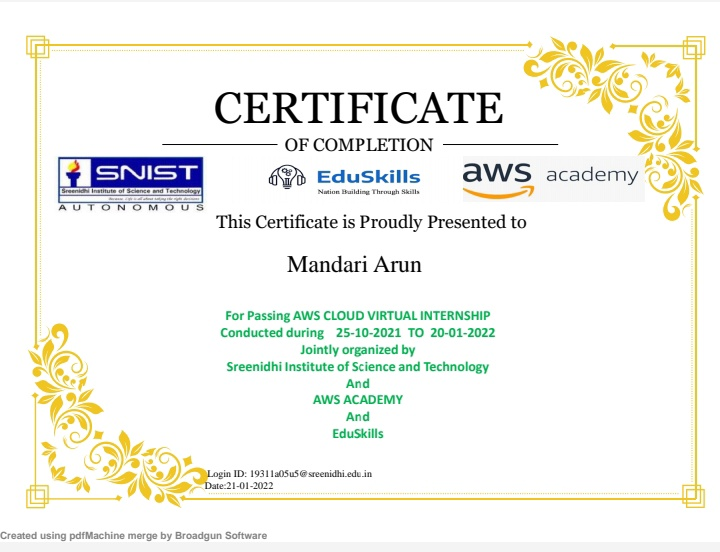 CERTIFICATE
OF COMPLETION
SNIST
Sreenidhi Institute of Science and Technology
AUTONOMOUS
EduSkills
Nation Building Through Skills
aws academy
This Certificate is Proudly Presented to
Mandari Arun
For Passing AWS CLOUD VIRTUAL INTERNSHIP
Conducted during 25-10-2021 TO 20-01-2022
Jointly organized by
Sreenidhi Institute of Science and Technology
And
AWS ACADEMY
And
EduSkills
Login ID: 19311a05u5@sreenidhi.edu.in
Date:21-01-2022
Created using pdfMachine merge by Broadgun Software